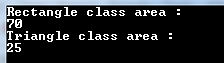 Rectangle class area :
70
Triangle class area :
25